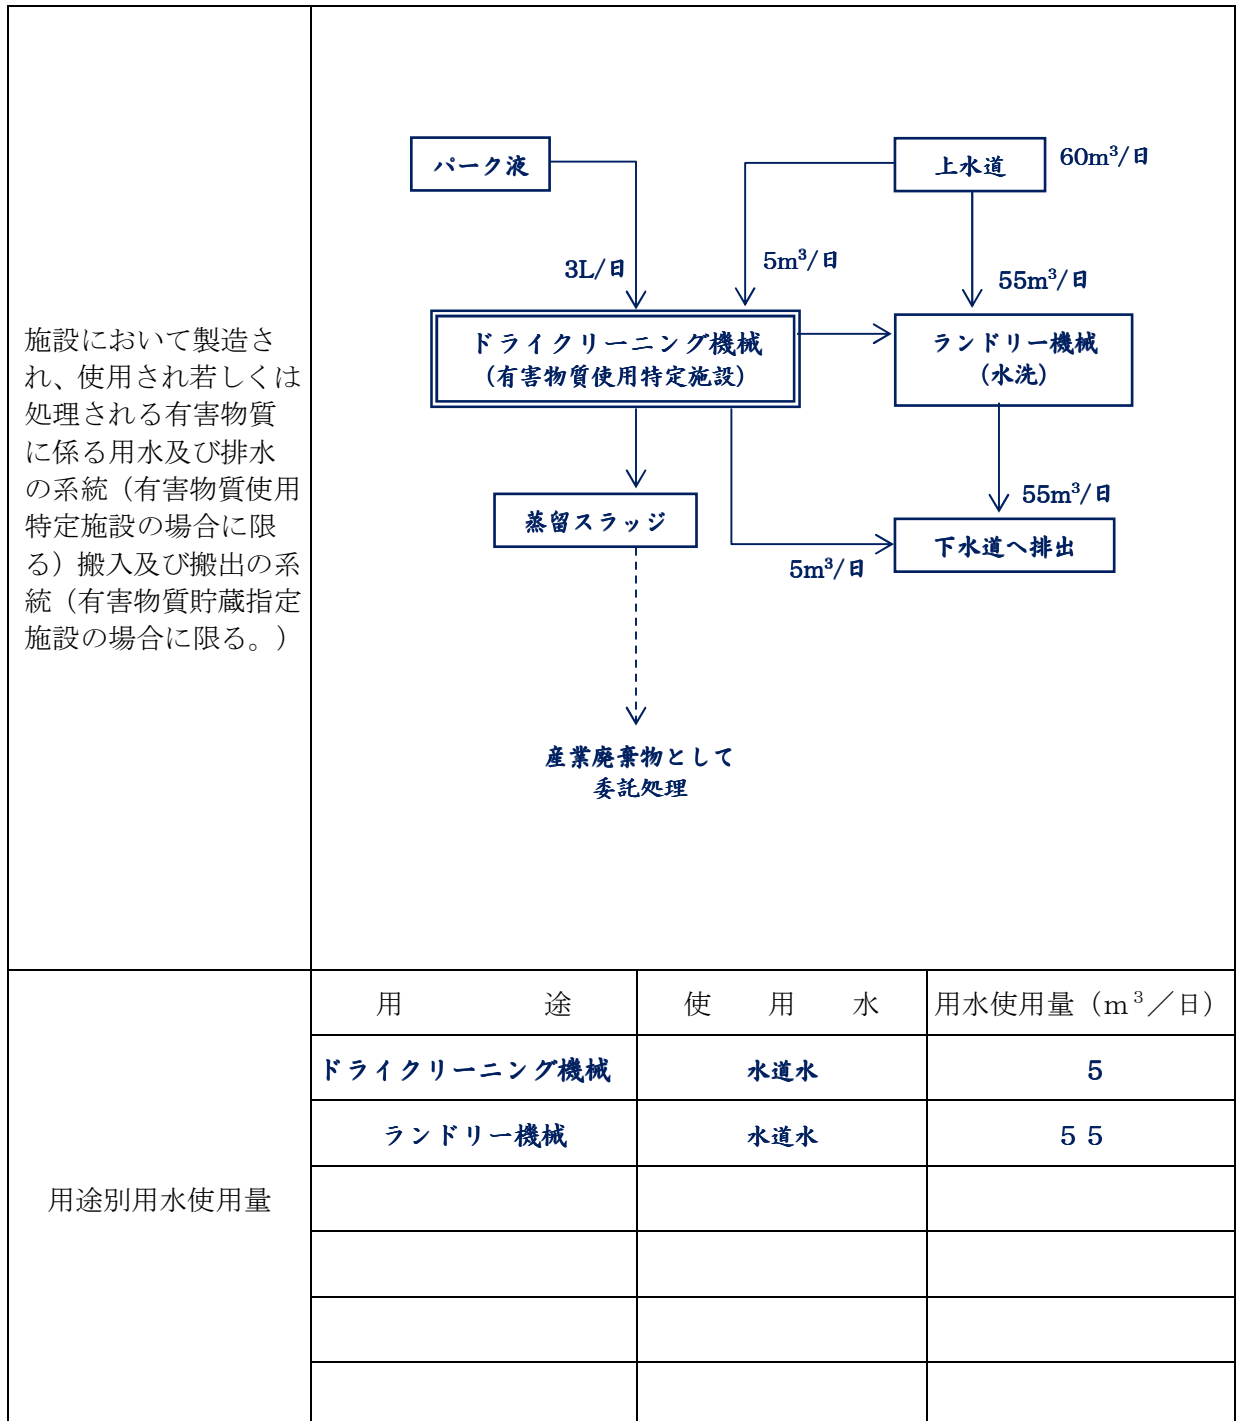 施設において製造さ
れ、使用され若しくは
処理される有害物質
に係る用水及び排水
の系統（有害物質使用
特定施設の場合に限
る）搬入及び搬出の系
統（有害物質貯蔵指定
施設の場合に限る。）
パーク液
上水道
60m³/日
3L/日
5m³/日
55m³/日
ドライクリーニング機械
（有害物質使用特定施設）
ランドリー機械
（水洗）
55m³/日
蒸留スラッジ
下水道へ排出
5m³/日
産業廃棄物として
委託処理
用途別用水使用量
用　　　　　途 使　用　水 用水使用量（m³／日）
ドライクリーニング機械 水道水 5
ランドリー機械 水道水 ５５